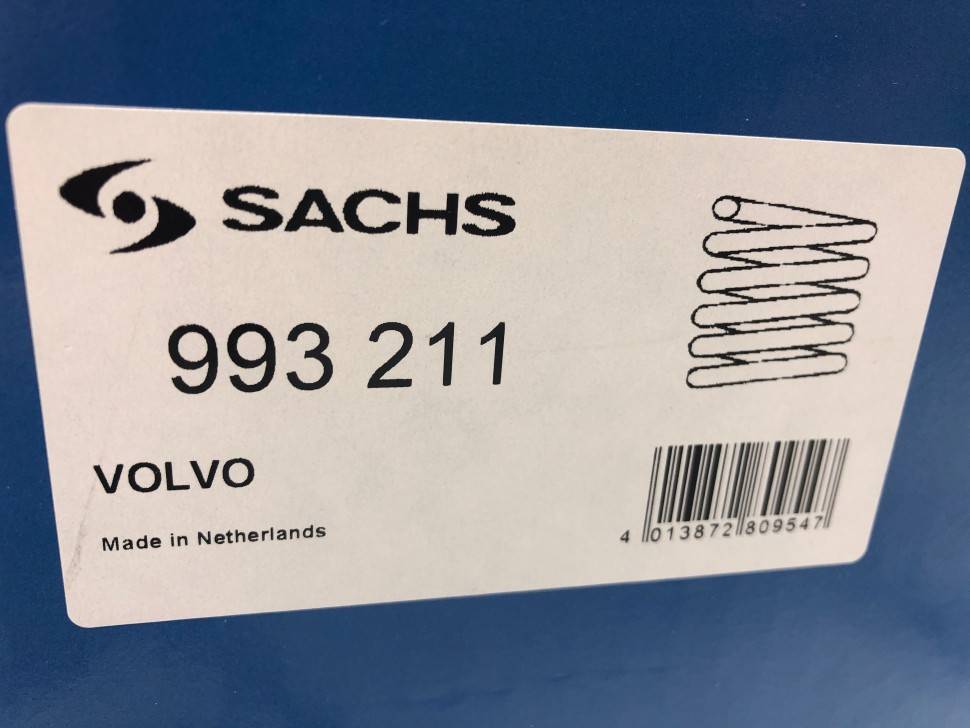 SACHS
993 211
VOLVO
Made in Netherlands
4 013872 809547